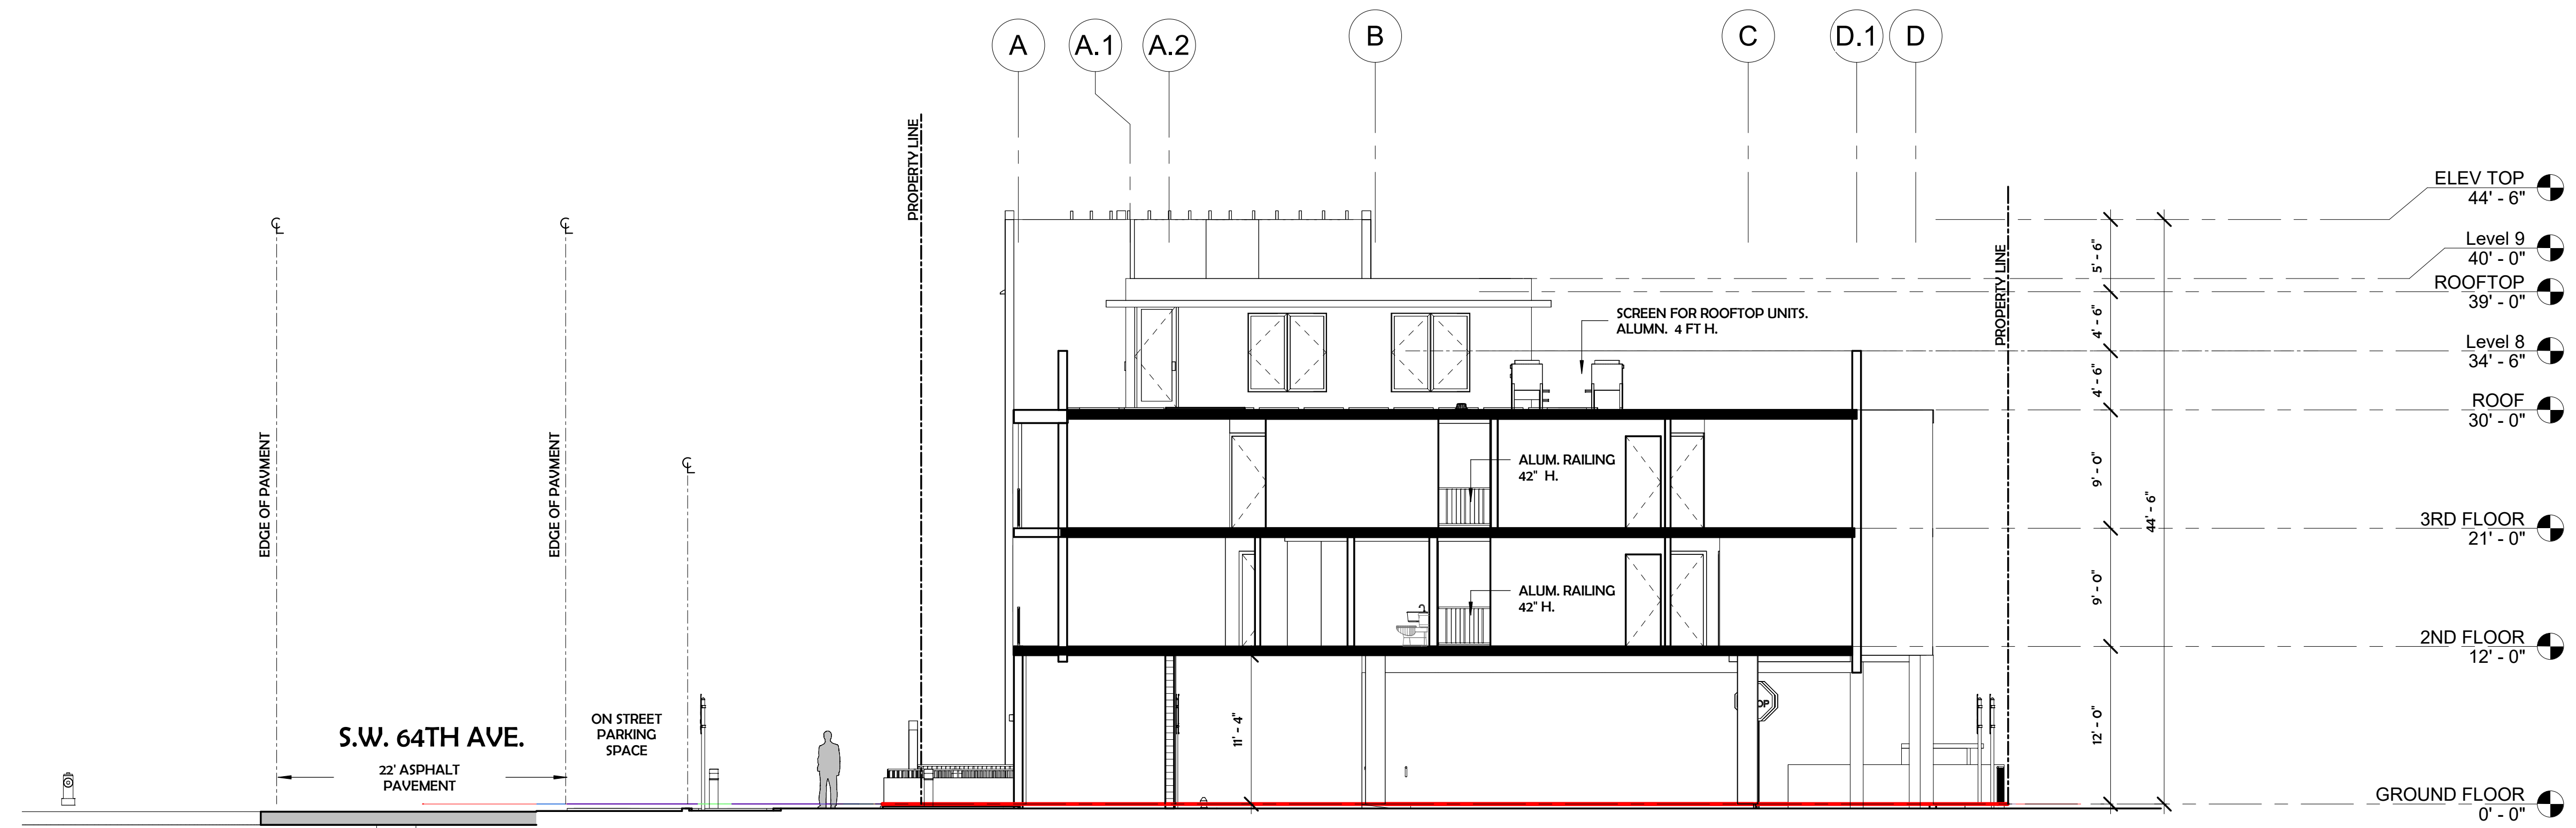 A
A.1
A.2
B
C
D.1
D
PROPERTY LINE
ELEV TOP
44' - 6"
Level 9
40' - 0"
ROOFTOP
39' - 0"
Level 8
34' - 6"
ROOF
30' - 0"
3RD FLOOR
21' - 0"
2ND FLOOR
12' - 0"
GROUND FLOOR
0' - 0"
5' - 6"
4' - 6"
4' - 6"
9' - 0"
9' - 0"
12' - 0"
44' - 6"
PROPERTY LINE
SCREEN FOR ROOFTOP UNITS.
ALUMN. 4 FT H.
ALUM. RAILING
42" H.
ALUM. RAILING
42" H.
11' - 4"
OP
EDGE OF PAVMENT
EDGE OF PAVMENT
S.W. 64TH AVE.
22' ASPHALT
PAVEMENT
ON STREET
PARKING
SPACE